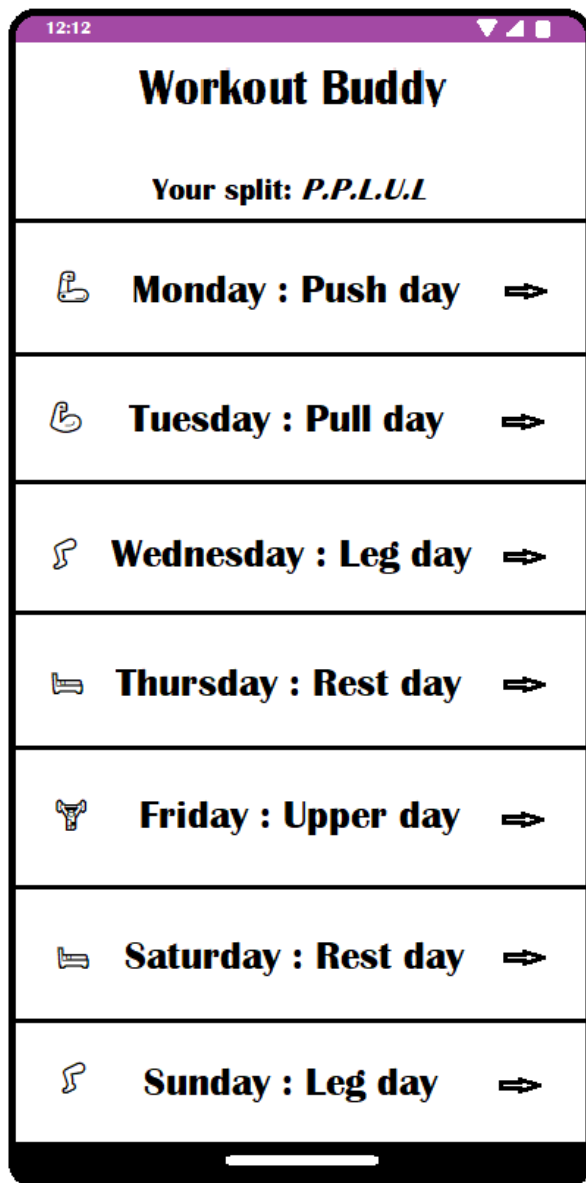 12:12
Workout Buddy
Your split: P.P.L.U.L
Monday : Push day
Tuesday : Pull day
Wednesday : Leg day
Thursday : Rest day
Friday : Upper day
Saturday : Rest day
Sunday : Leg day